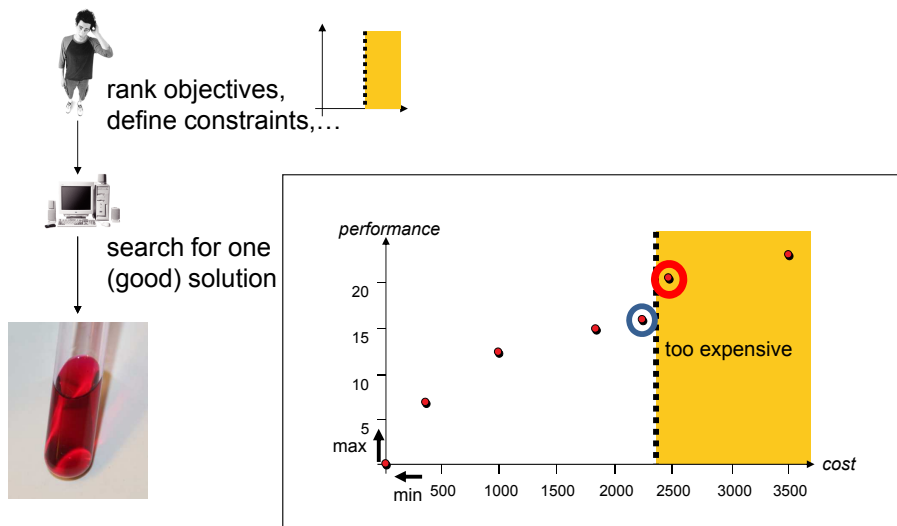 rank objectives,
define constraints,…
search for one
(good) solution
performance
20
15
10
5
max
too expensive
cost
min
500
1000
1500
2000
2500
3000
3500